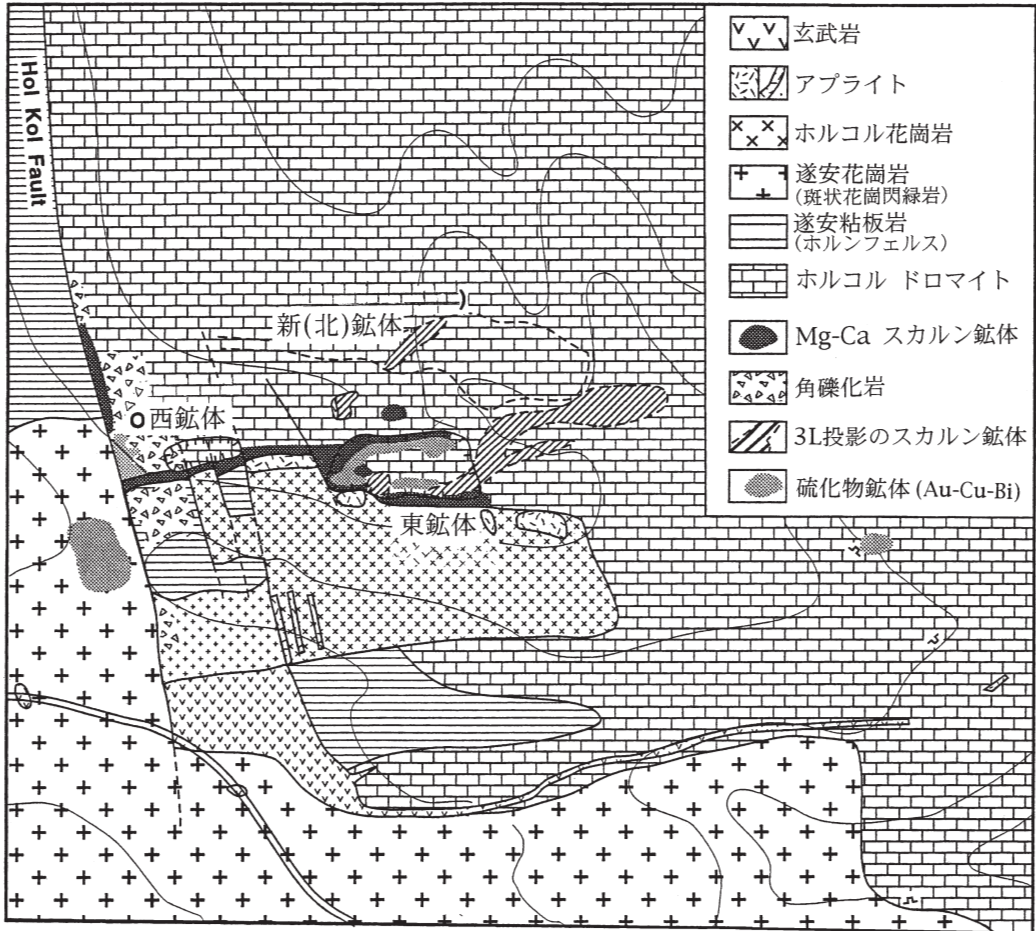 Hol Kol Fault
新(北)鉱体
西鉱体
東鉱体
玄武岩
アプライト
ホルコル花崗岩
遂安花崗岩
(斑状花崗閃緑岩)
遂安粘板岩
(ホルンフェルス)
ホルコル ドロマイト
Mg-Ca スカルン鉱体
角礫化岩
3L投影のスカルン鉱体
硫化物鉱体(Au-Cu-Bi)